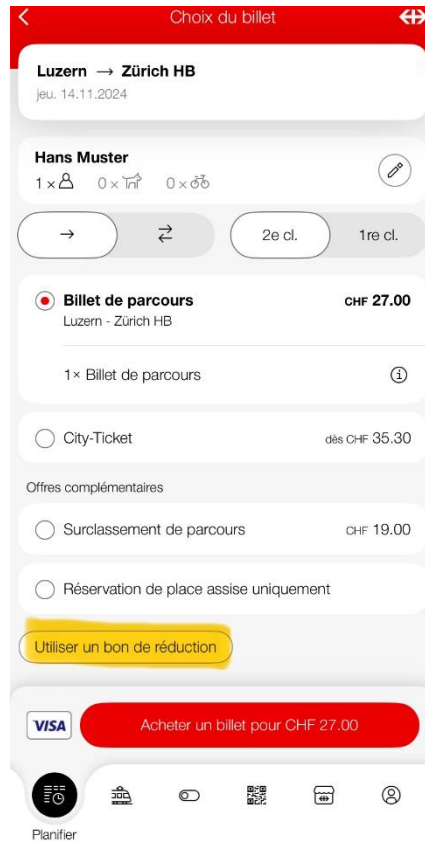 Choix du billet
Luzern → Zürich HB
jeu. 14.11.2024
Hans Muster
1 × 0 × 0 ×
→ ⇄ 2e cl. 1re cl.
Billet de parcours CHF 27.00
Luzern - Zürich HB
1× Billet de parcours
City-Ticket dès CHF 35.30
Offres complémentaires
Surclassement de parcours CHF 19.00
Réservation de place assise uniquement
Utiliser un bon de réduction
VISA Acheter un billet pour CHF 27.00
Planifier